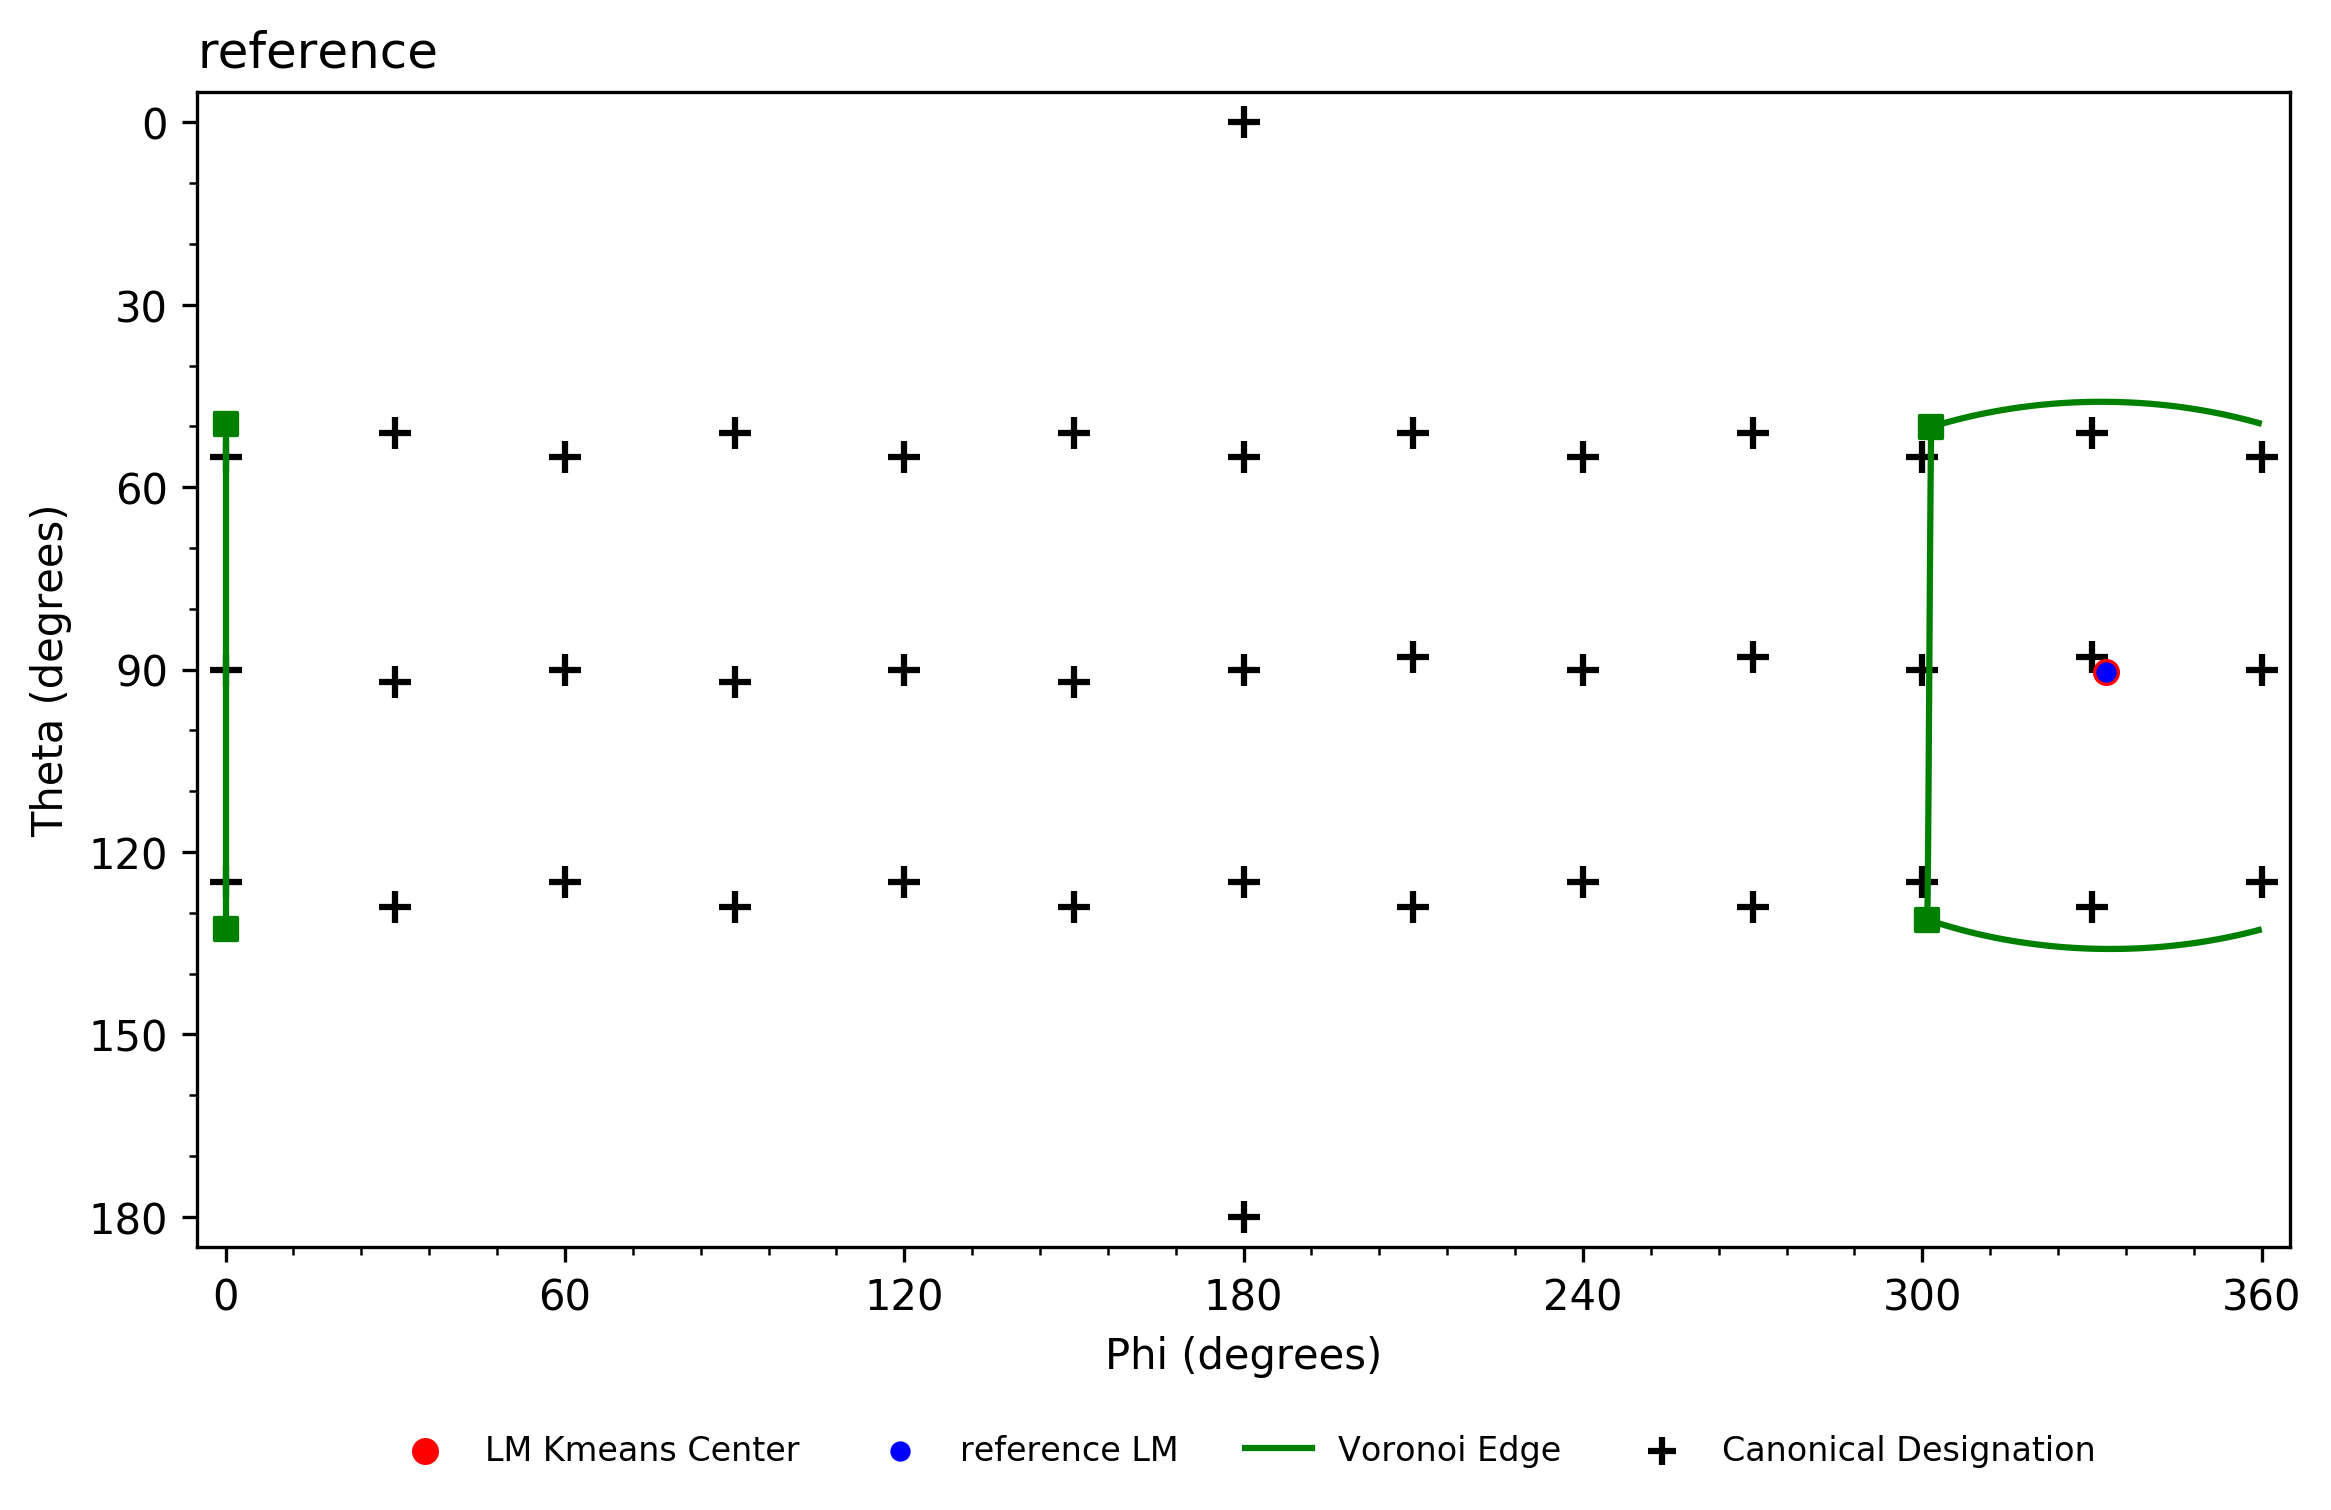 reference
0
30
60
90
120
150
180
Theta (degrees)
0 60 120 180 240 300 360
Phi (degrees)
LM Kmeans Center reference LM Voronoi Edge Canonical Designation